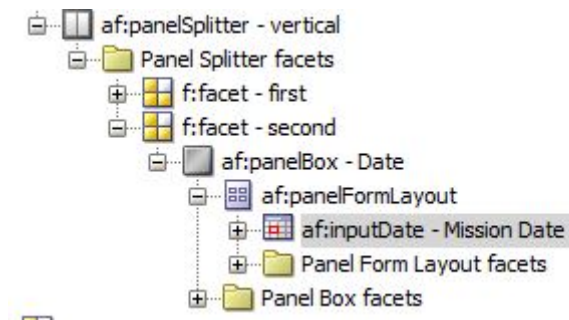 af:panelSplitter - vertical
Panel Splitter facets
f:facet - first
f:facet - second
af:panelBox - Date
af:panelFormLayout
af:inputDate - Mission Date
Panel Form Layout facets
Panel Box facets